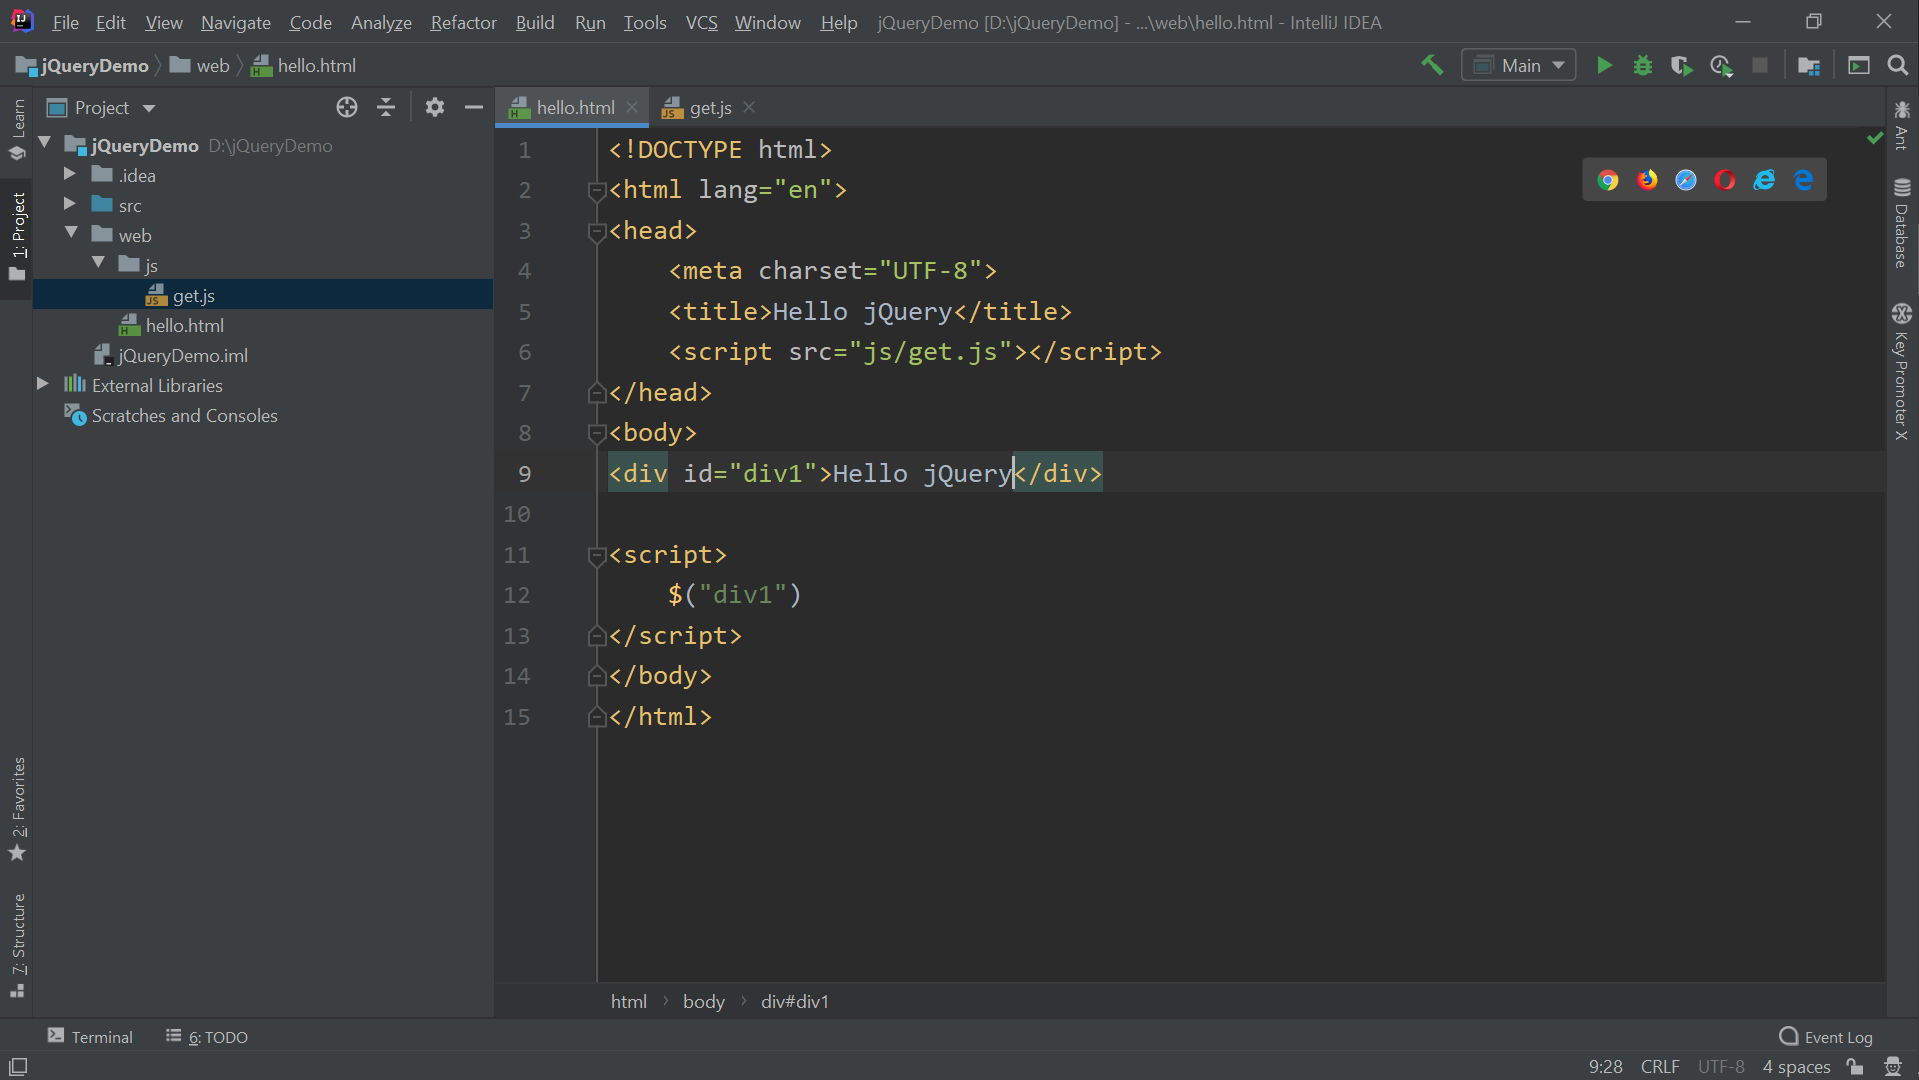 File Edit View Navigate Code Analyze Refactor Build Run Tools VCS Window Help jQueryDemo [D:\jQueryDemo] - ...\web\hello.html - IntelliJ IDEA
jQueryDemo web hello.html Main
Learn
1: Project
2: Favorites
7: Structure
Project
jQueryDemo D:\jQueryDemo
.idea
src
web
js
get.js
hello.html
jQueryDemo.iml
External Libraries
Scratches and Consoles
hello.html get.js
1 <!DOCTYPE html>
2 <html lang="en">
3 <head>
4 <meta charset="UTF-8">
5 <title>Hello jQuery</title>
6 <script src="js/get.js"></script>
7 </head>
8 <body>
9 <div id="div1">Hello jQuery</div>
10
11 <script>
12 $("div1")
13 </script>
14 </body>
15 </html>
html body div#div1
Ant
Database
Key Promoter X
Terminal 6: TODO Event Log
9:28 CRLF UTF-8 4 spaces